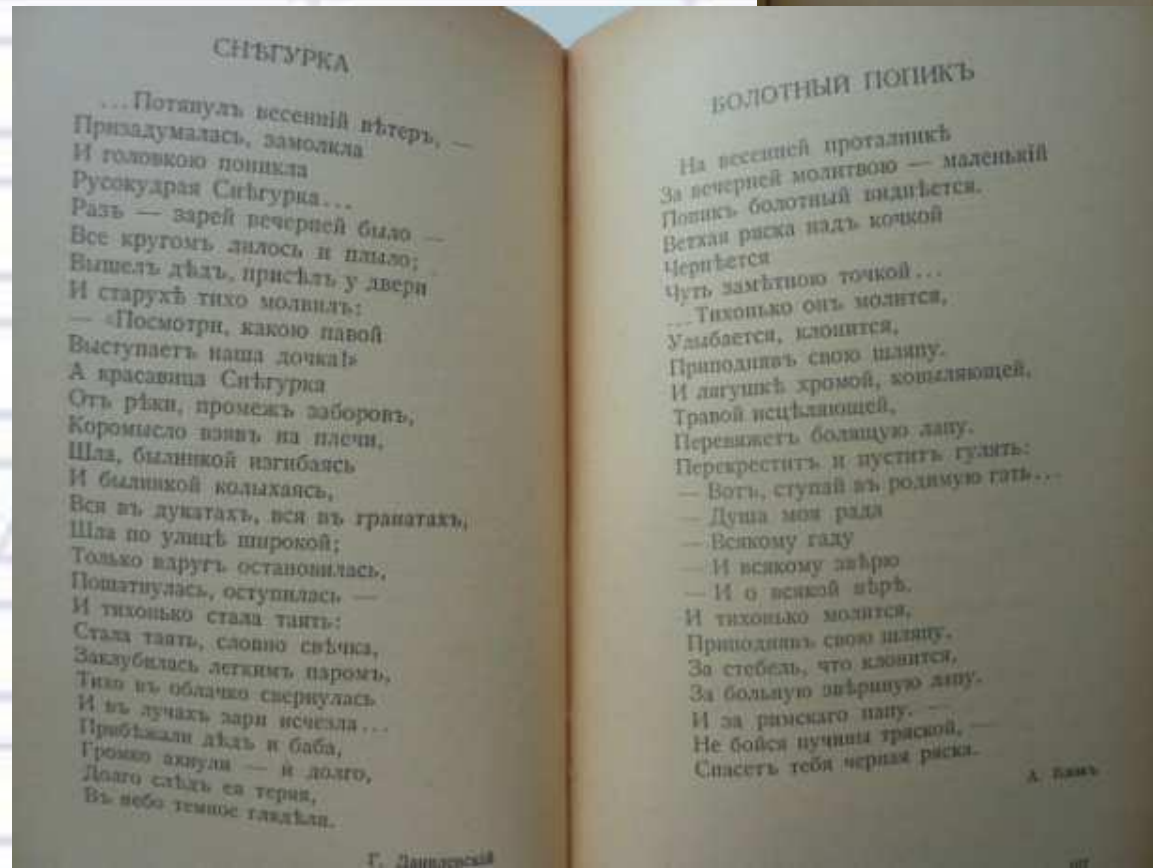 СНѢГУРКА
...Потянулъ весенній вѣтеръ, —
Призадумалась, замолкла
И головкою поникла
Русокудрая Снѣгурка...
Разъ — зарей вечерней было —
Все кругомъ лилось и плыло;
Вышелъ дѣдъ, присѣлъ у двери
И старухѣ тихо молвилъ:
— «Посмотри, какою павой
Выступаетъ наша дочка!»
А красавица Снѣгурка
Отъ рѣки, промежъ заборовъ,
Коромысло взявъ на плечи,
Шла, былинкой изгибаясь
И былинкой колыхаясь,
Вся въ дукатахъ, вся въ гранатахъ,
Шла по улицѣ широкой;
Только вдругъ остановилась,
Пошатнулась, оступилась —
И тихонько стала таять:
Стала таять, словно свѣчка,
Заклубилась легкимъ паромъ,
Тихо въ облачко свернулась
И въ лучахъ зари исчезла...
Прибѣжали дѣдъ и баба,
Громко ахнули — и долго,
Долго слѣдъ ея теряя,
Въ небо темное глядѣли.
Г. Данилевскій
БОЛОТНЫЙ ПОПИКЪ
На весенней проталинкѣ
За вечерней молитвою — маленькій
Попикъ болотный виднѣется.
Ветхая ряска надъ кочкой
Чернѣется
Чуть замѣтною точкой...
...Тихонько онъ молится,
Улыбается, клонится,
Приподнявъ свою шляпу.
И лягушкѣ хромой, ковыляющей,
Травой исцѣляющей,
Перевяжетъ болящую лапу.
Перекреститъ и пуститъ гулять:
— Вотъ, ступай въ родимую гать...
— Душа моя рада
— Всякому гаду
— И всякому звѣрю
— И о всякой вѣрѣ.
И тихонько молится,
Приподнявъ свою шляпу,
За стебель, что клонится,
За больную звѣриную лапу,
И за римскаго папу. —
Не бойся пучины тряской, —
Спасетъ тебя черная ряска.
А. Блокъ